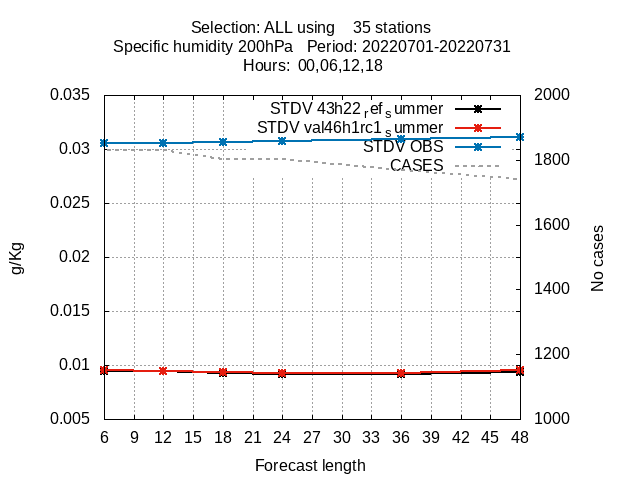 Selection: ALL using 35 stations
Specific humidity 200hPa Period: 20220701-20220731
Hours: 00,06,12,18
0.035
0.03
0.025
0.02
0.015
0.01
0.005
g/Kg
STDV 43h22ref_summer
STDV val46h1rc1summer
STDV OBS
CASES
2000
1800
1600
1400
1200
1000
No cases
6 9 12 15 18 21 24 27 30 33 36 39 42 45 48
Forecast length